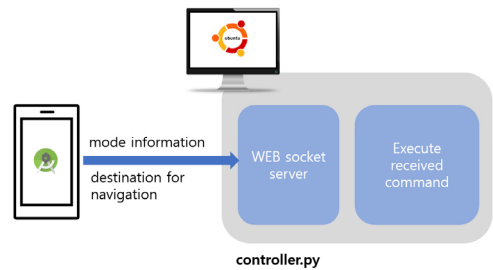 ubuntu
mode information
destination for
navigation
WEB socket
server
Execute
received
command
controller.py